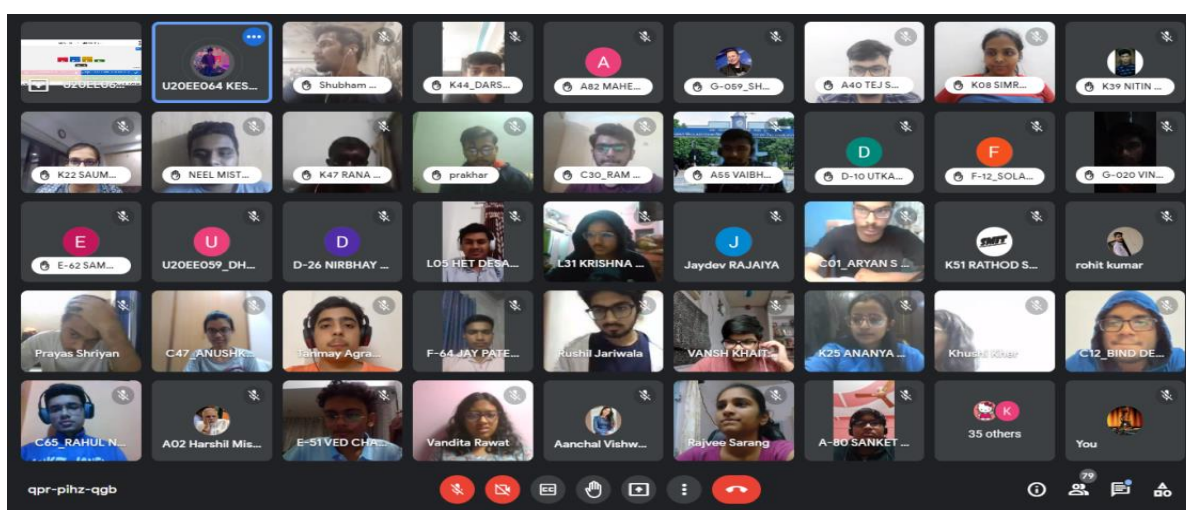 U20EE064 KES...
Shubham ...
K44_DARS...
A
A82 MAHE...
G-059_SH...
A40 TEJ S...
K08 SIMR...
K39 NITIN ...
K22 SAUM...
NEEL MIST...
K47 RANA ...
prakhar
C30_RAM ...
A55 VAIBH...
D
D-10 UTKA...
F
F-12_SOLA...
G-020 VIN...
E
E-62 SAM...
U
U20EE059_DH...
D
D-26 NIRBHAY ...
L05 HET DESA...
L31 KRISHNA ...
J
Jaydev RAJAIYA
C01_ARYAN S ...
SMIT
K51 RATHOD S...
rohit kumar
Prayas Shriyan
C47_ANUSHK...
Tanmay Agra...
F-64 JAY PATE...
Rushil Jariwala
VANSH KHAIT...
K25 ANANYA ...
Khushi Kher
C12_BIND DE...
C65_RAHUL N...
A02 Harshil Mis...
E-51 VED CHA...
Vandita Rawat
Aanchal Vishw...
Rajvee Sarang
A-80 SANKET ...
K
35 others
You
qpr-pihz-qgb
CC
79